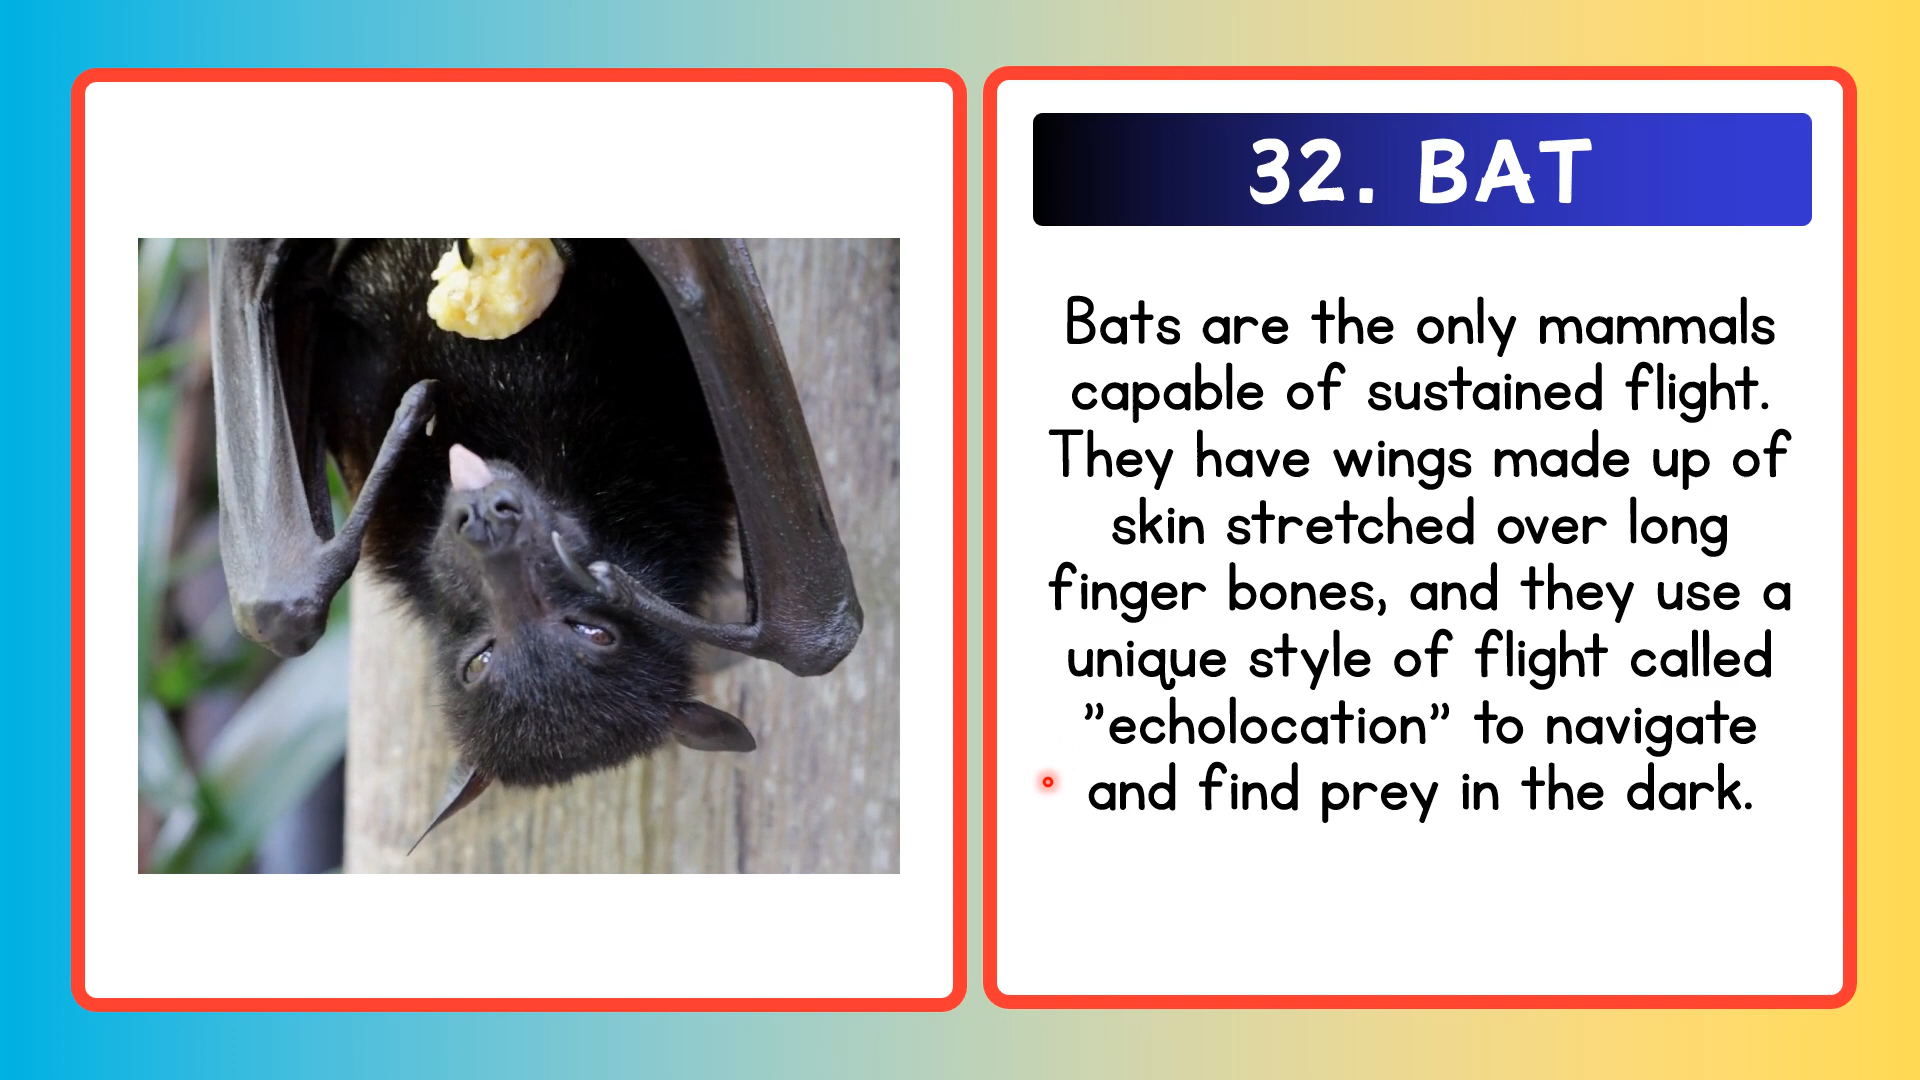 32. BAT
Bats are the only mammals
capable of sustained flight.
They have wings made up of
skin stretched over long
finger bones, and they use a
unique style of flight called
”echolocation” to navigate
and find prey in the dark.